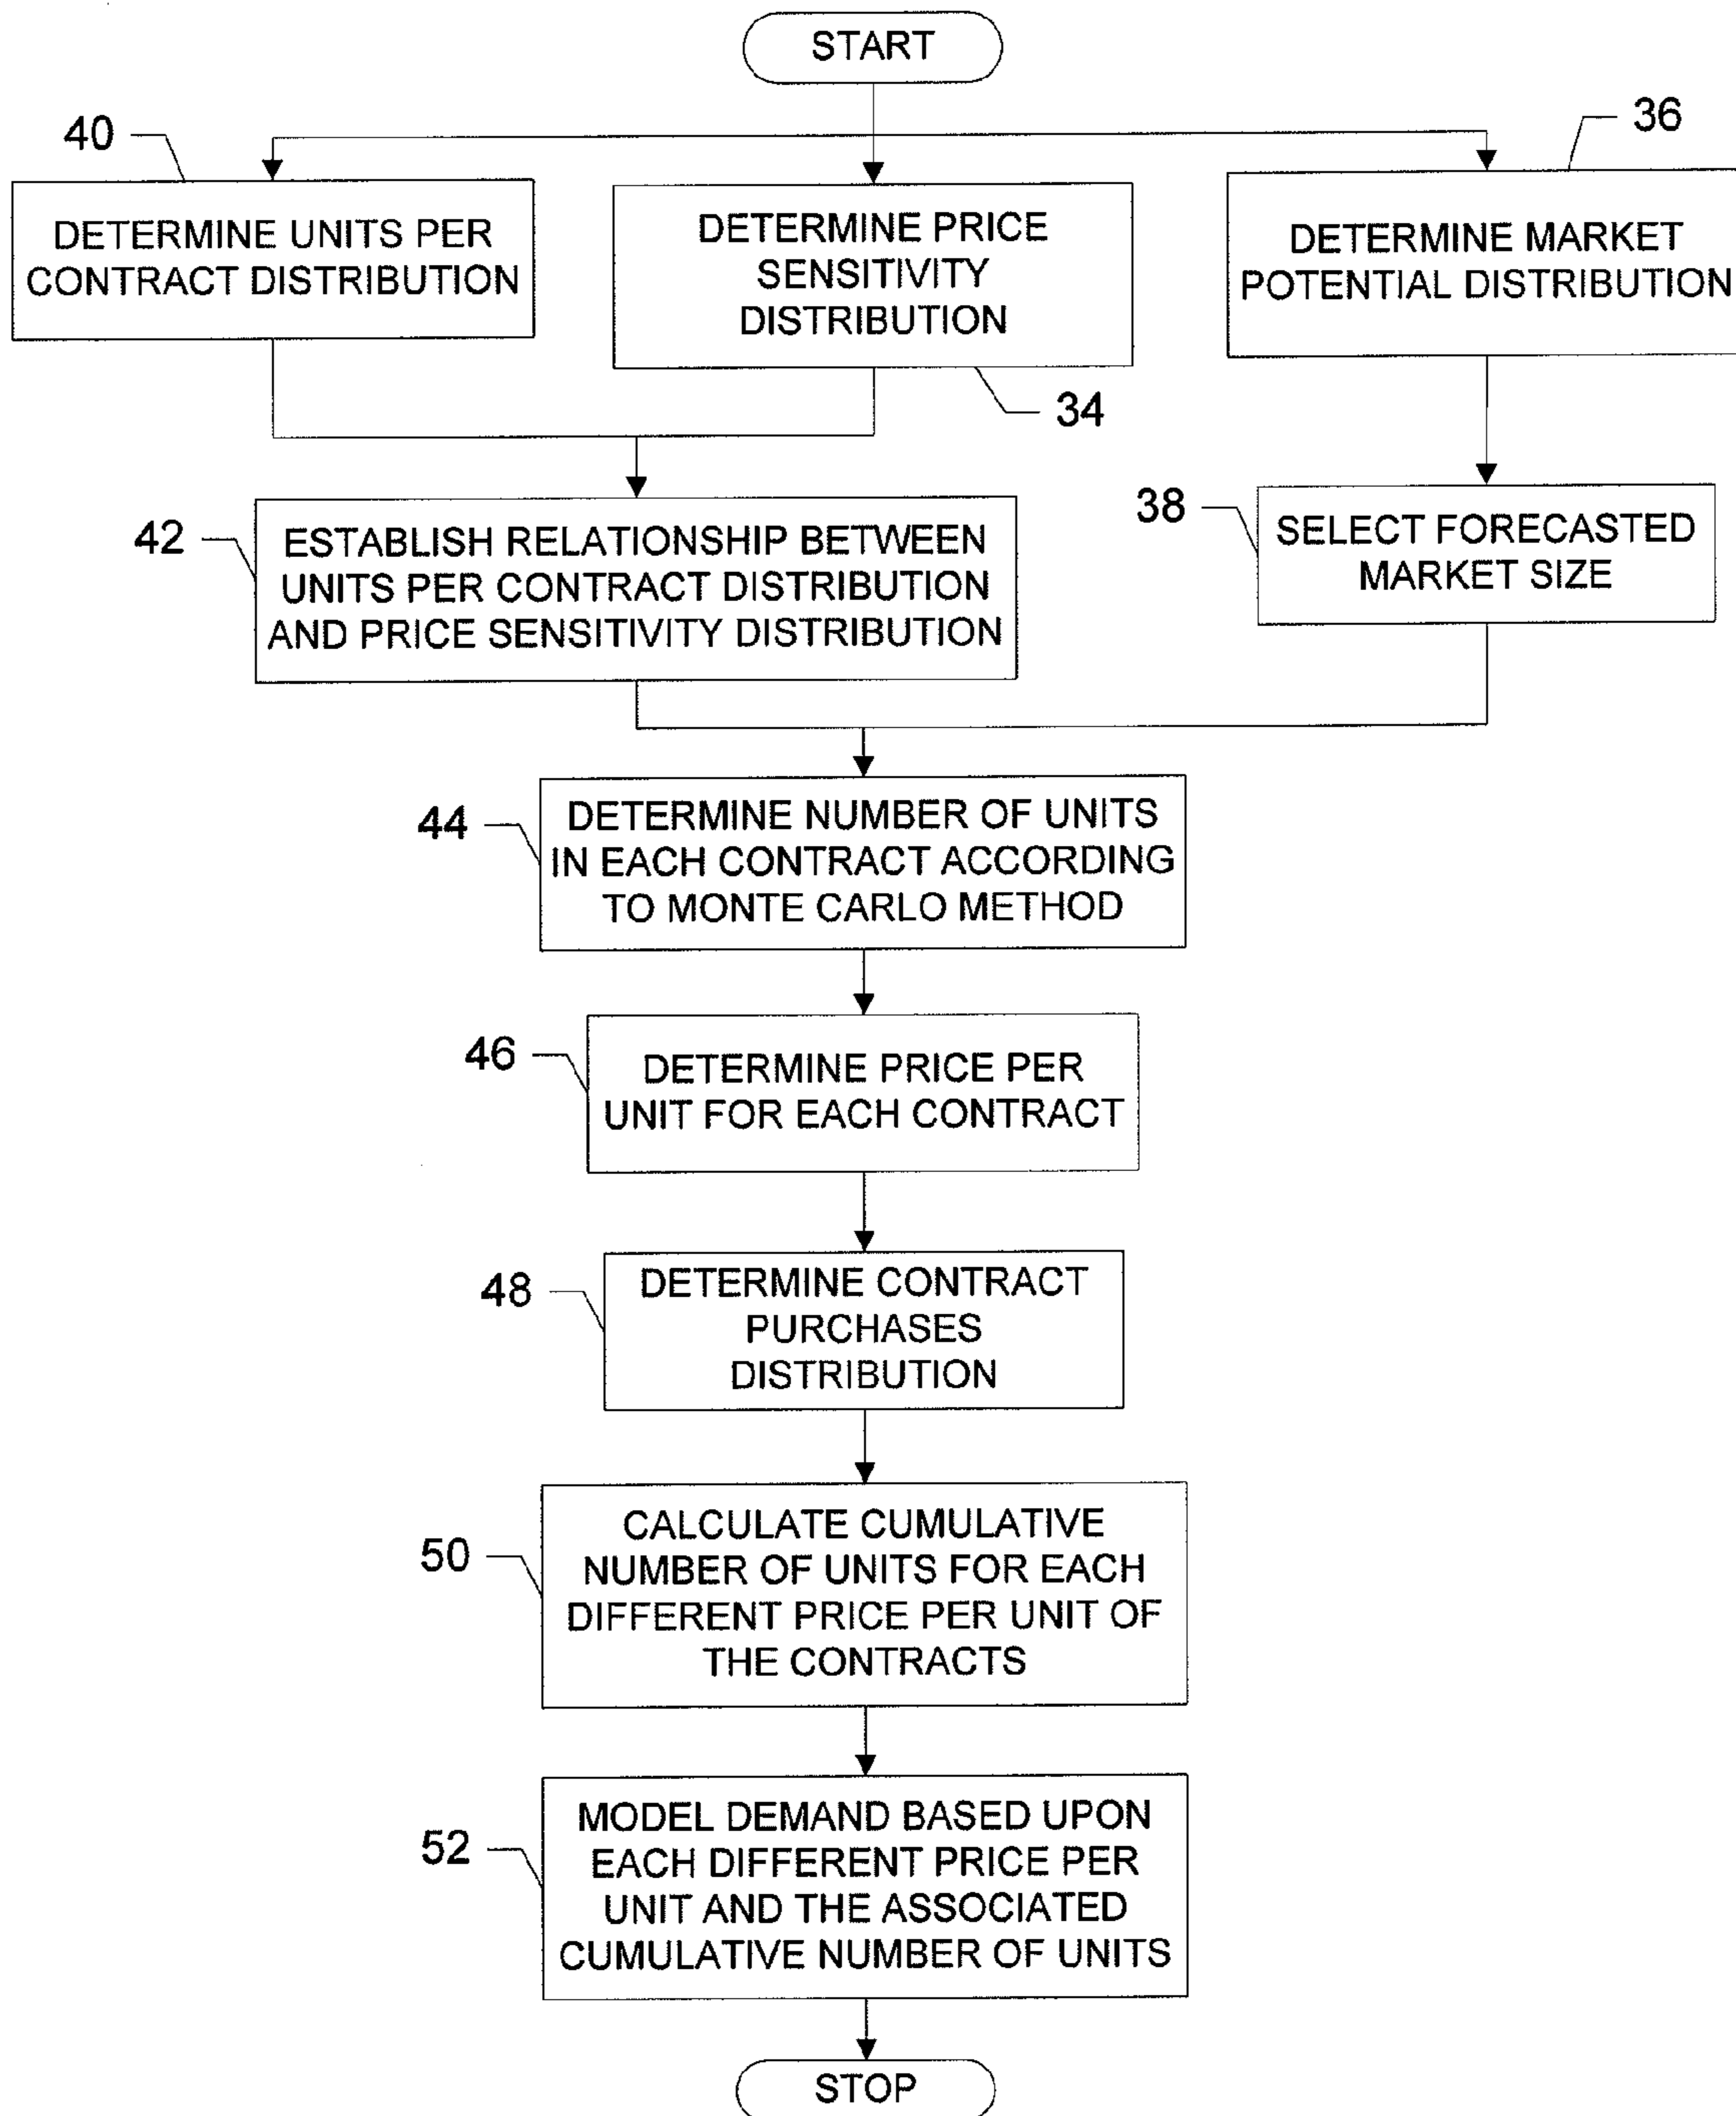 START
40
36
DETERMINE UNITS PER
CONTRACT DISTRIBUTION
DETERMINE PRICE
SENSITIVITY
DISTRIBUTION
DETERMINE MARKET
POTENTIAL DISTRIBUTION
34
42
ESTABLISH RELATIONSHIP BETWEEN
UNITS PER CONTRACT DISTRIBUTION
AND PRICE SENSITIVITY DISTRIBUTION
38
SELECT FORECASTED
MARKET SIZE
44
DETERMINE NUMBER OF UNITS
IN EACH CONTRACT ACCORDING
TO MONTE CARLO METHOD
46
DETERMINE PRICE PER
UNIT FOR EACH CONTRACT
48
DETERMINE CONTRACT
PURCHASES
DISTRIBUTION
50
CALCULATE CUMULATIVE
NUMBER OF UNITS FOR EACH
DIFFERENT PRICE PER UNIT OF
THE CONTRACTS
52
MODEL DEMAND BASED UPON
EACH DIFFERENT PRICE PER
UNIT AND THE ASSOCIATED
CUMULATIVE NUMBER OF UNITS
STOP